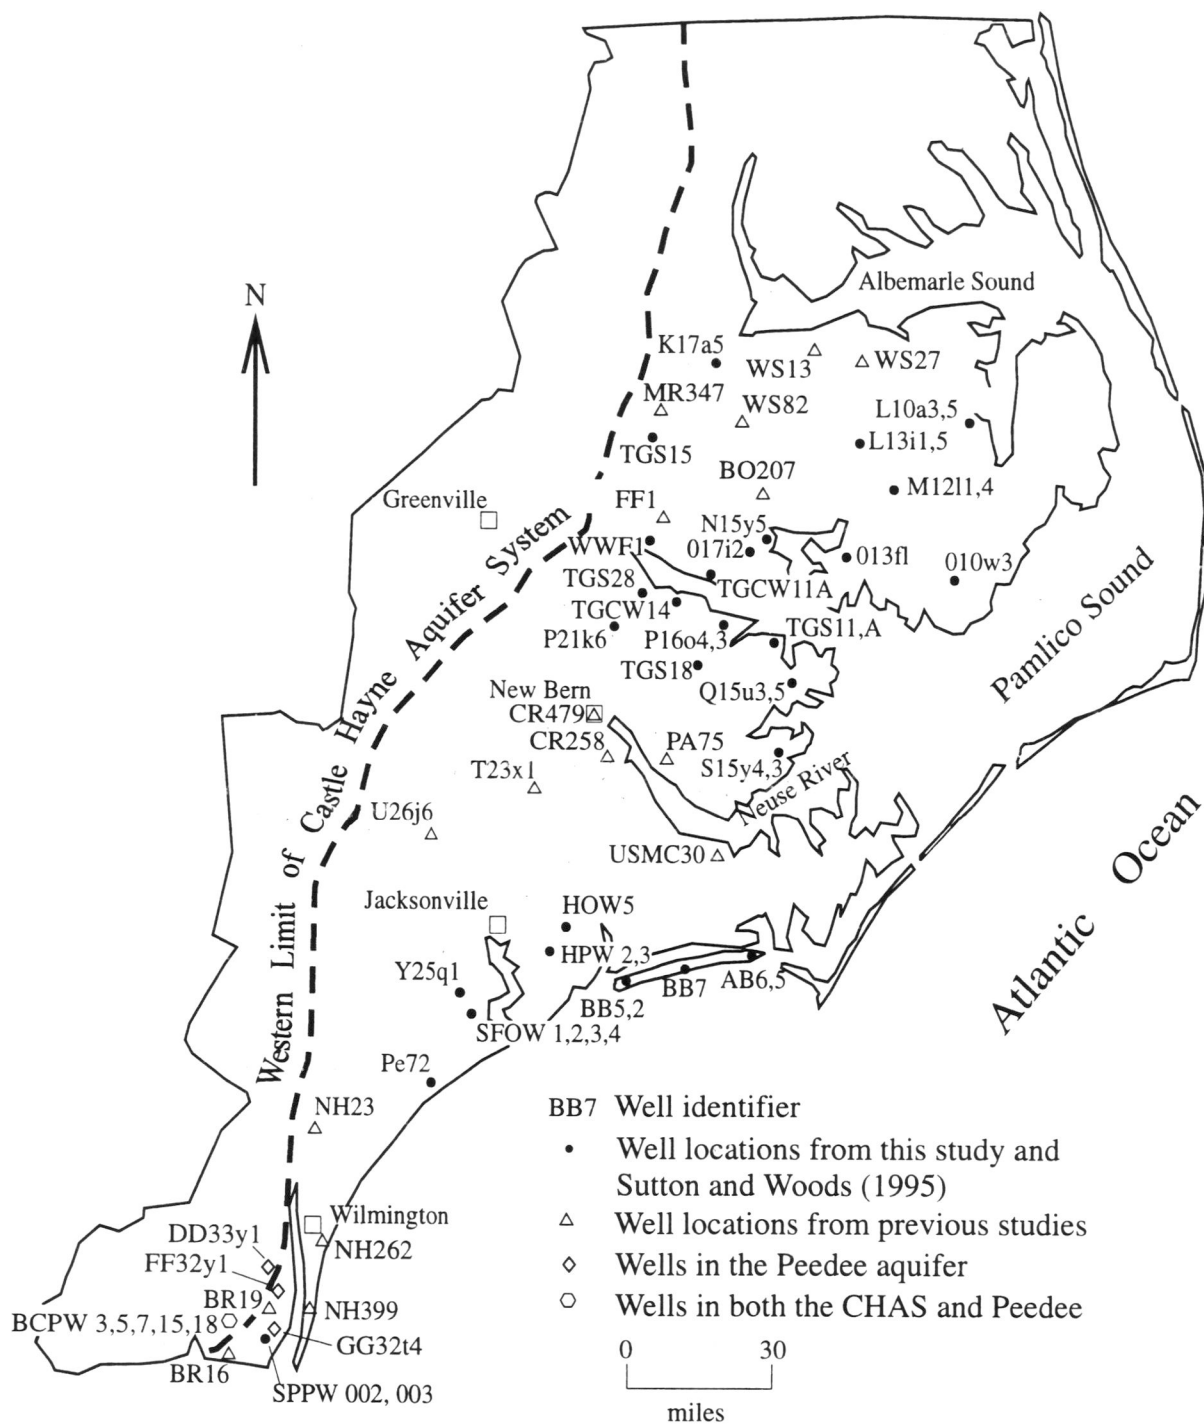 N
Albemarle Sound
K17a5
WS13
WS27
MR347
WS82
L10a3,5
L13i1,5
TGS15
BO207
M12l1,4
Greenville
FF1
N15y5
WWF1
017i2
013fl
010w3
TGS28
TGCW11A
TGCW14
P21k6
P16o4,3
TGS11,A
TGS18
Q15u3,5
Pamlico Sound
New Bern
CR479
CR258
PA75
S15y4,3
T23x1
Neuse River
U26j6
USMC30
Western Limit of Castle Hayne Aquifer System
Atlantic Ocean
Jacksonville
HOW5
HPW 2,3
Y25q1
BB7
AB6,5
BB5,2
SFOW 1,2,3,4
Pe72
NH23
BB7 Well identifier
Well locations from this study and
Sutton and Woods (1995)
Well locations from previous studies
Wells in the Peedee aquifer
Wells in both the CHAS and Peedee
Wilmington
DD33y1
NH262
FF32y1
BR19
NH399
BCPW 3,5,7,15,18
GG32t4
BR16
SPPW 002, 003
0 30
miles